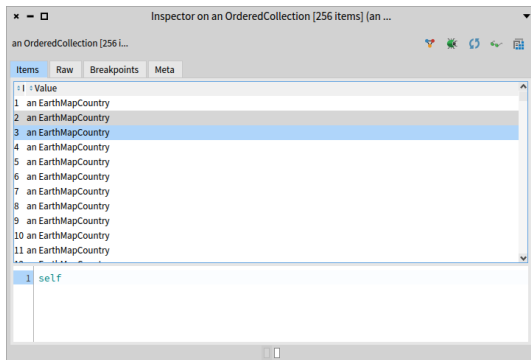 Inspector on an OrderedCollection [256 items] (an ...
an OrderedCollection [256 i...
Items Raw Breakpoints Meta
I Value
1 an EarthMapCountry
2 an EarthMapCountry
3 an EarthMapCountry
4 an EarthMapCountry
5 an EarthMapCountry
6 an EarthMapCountry
7 an EarthMapCountry
8 an EarthMapCountry
9 an EarthMapCountry
10 an EarthMapCountry
11 an EarthMapCountry
1 self